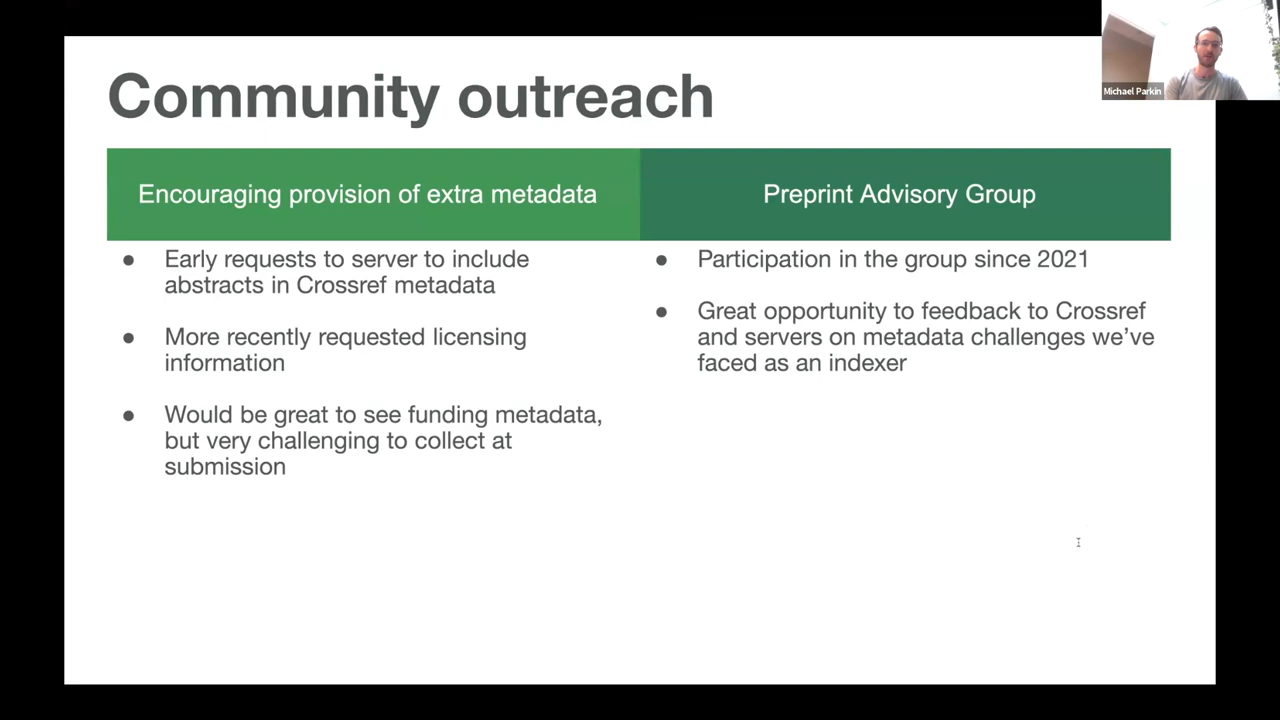 Community outreach
Michael Parkin
Encouraging provision of extra metadata
Preprint Advisory Group
● Early requests to server to include
abstracts in Crossref metadata
● More recently requested licensing
information
● Would be great to see funding metadata,
but very challenging to collect at
submission
● Participation in the group since 2021
● Great opportunity to feedback to Crossref
and servers on metadata challenges we’ve
faced as an indexer